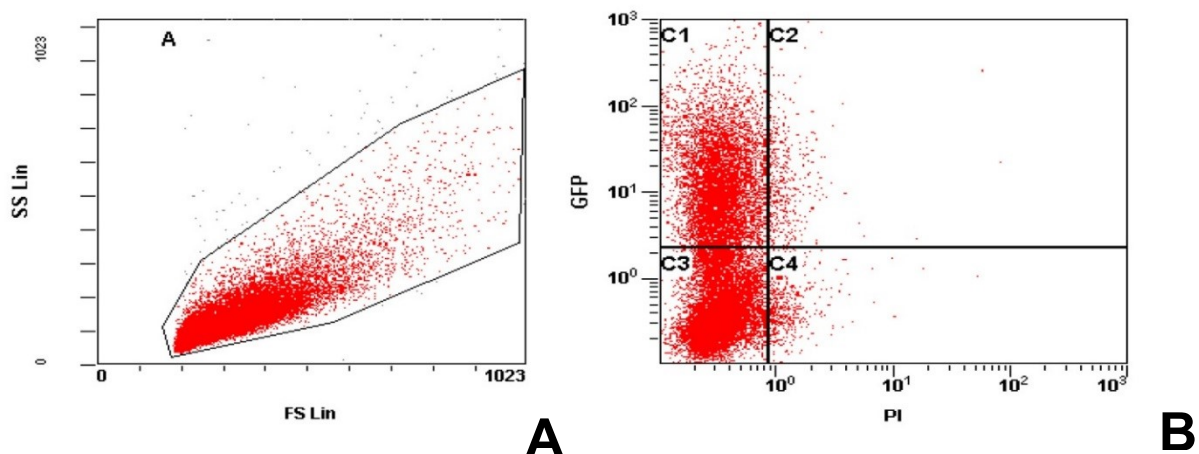 A
1023
SS Lin
0
0 1023
FS Lin
A
10³
C1 C2
10²
GFP
10¹
C3 C4
10⁰
10⁰ 10¹ 10² 10³
PI
B